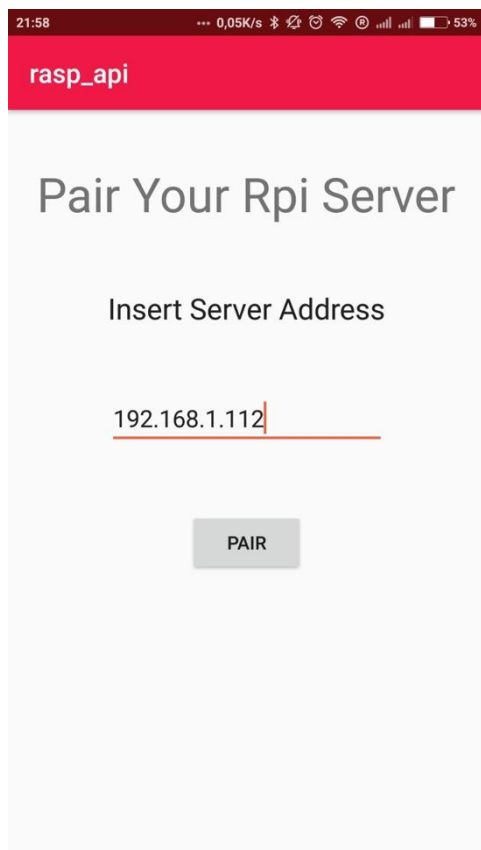 21:58 ... 0,05K/s ® 53%
rasp_api
Pair Your Rpi Server
Insert Server Address
192.168.1.112
PAIR